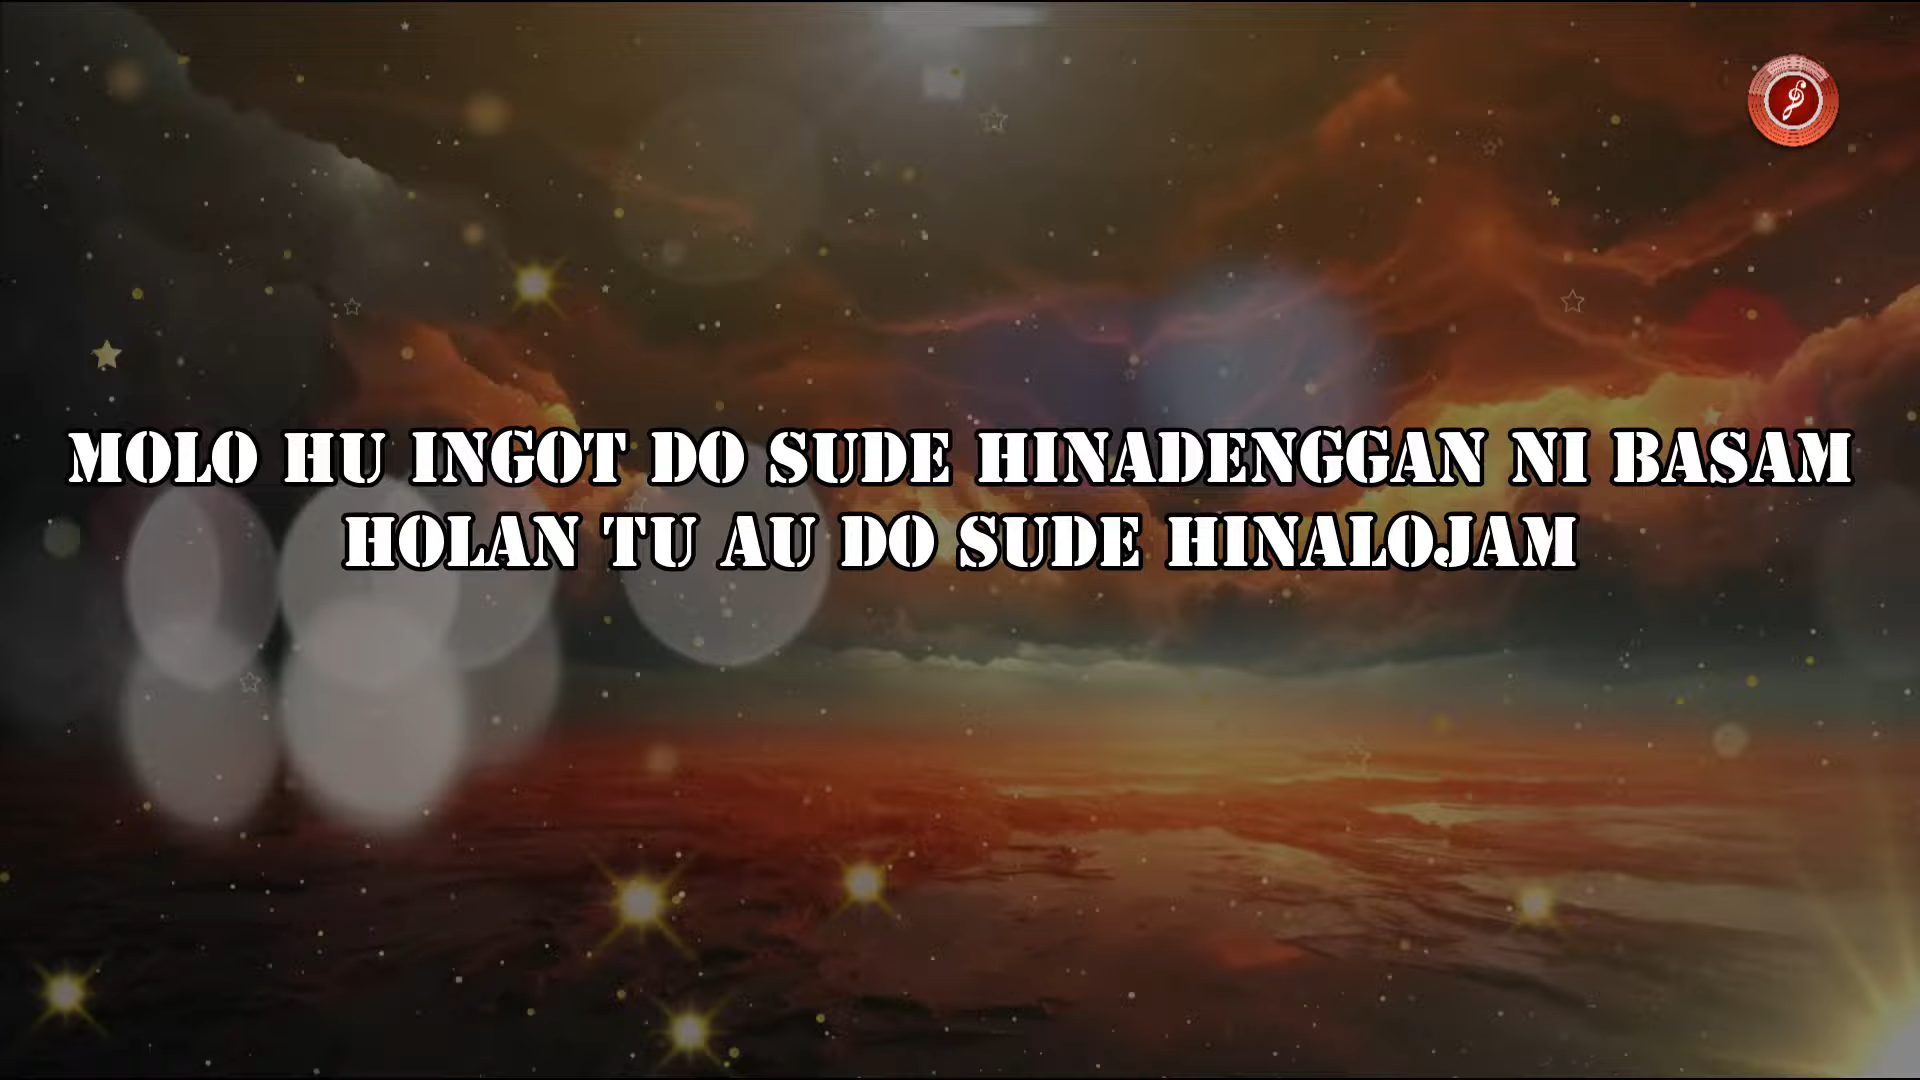 MOLO HU INGOT DO SUDE HINADENGGAN NI BASAM
HOLAN TU AU DO SUDE HINALOJAM